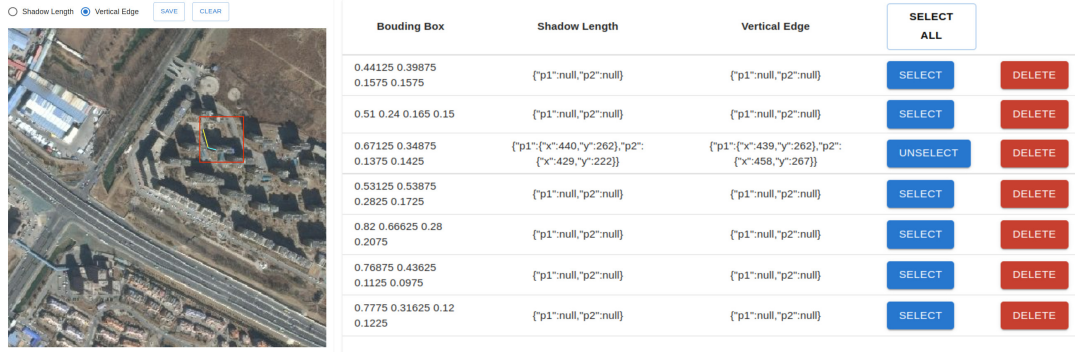 Shadow Length Vertical Edge SAVE CLEAR
Bouding Box Shadow Length Vertical Edge SELECT
ALL
0.44125 0.39875
0.1575 0.1575 {"p1":null,"p2":null} {"p1":null,"p2":null} SELECT DELETE
0.51 0.24 0.165 0.15 {"p1":null,"p2":null} {"p1":null,"p2":null} SELECT DELETE
0.67125 0.34875 {"p1":{"x":440,"y":262},"p2": {"p1":{"x":439,"y":262},"p2":
0.1375 0.1425 {"x":429,"y":222}} {"x":458,"y":267}} UNSELECT DELETE
0.53125 0.53875
0.2825 0.1725 {"p1":null,"p2":null} {"p1":null,"p2":null} SELECT DELETE
0.82 0.66625 0.28
0.2075 {"p1":null,"p2":null} {"p1":null,"p2":null} SELECT DELETE
0.76875 0.43625
0.1125 0.0975 {"p1":null,"p2":null} {"p1":null,"p2":null} SELECT DELETE
0.7775 0.31625 0.12
0.1225 {"p1":null,"p2":null} {"p1":null,"p2":null} SELECT DELETE